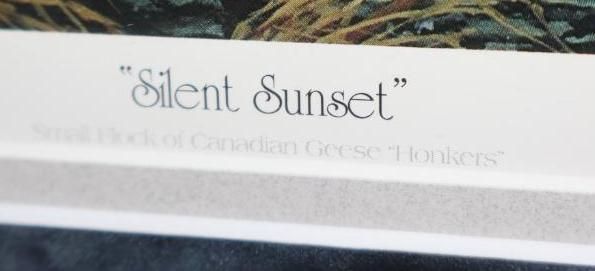 “Silent Sunset”
Small Flock of Canadian Geese “Honkers”